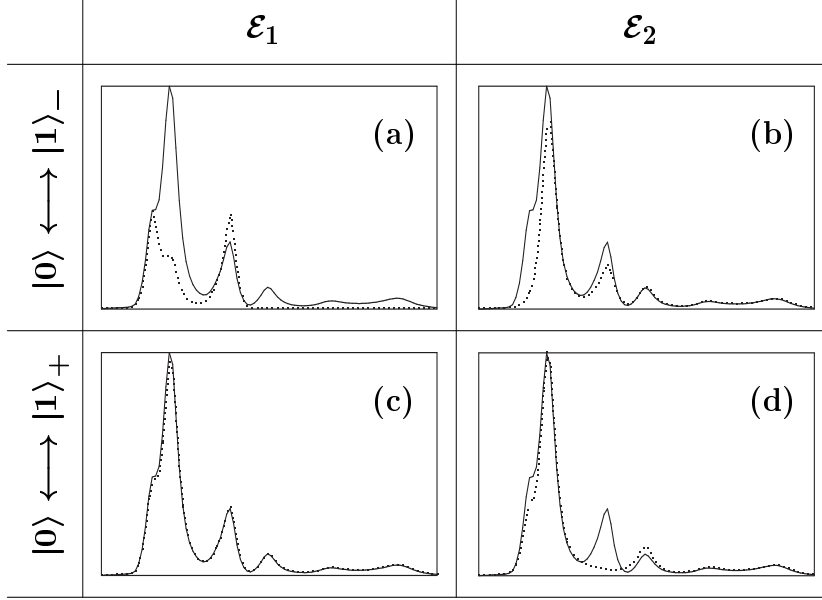 ℰ₁ ℰ₂
|0⟩ ⟷ |1⟩₋
(a) (b)
|0⟩ ⟷ |1⟩₊
(c) (d)